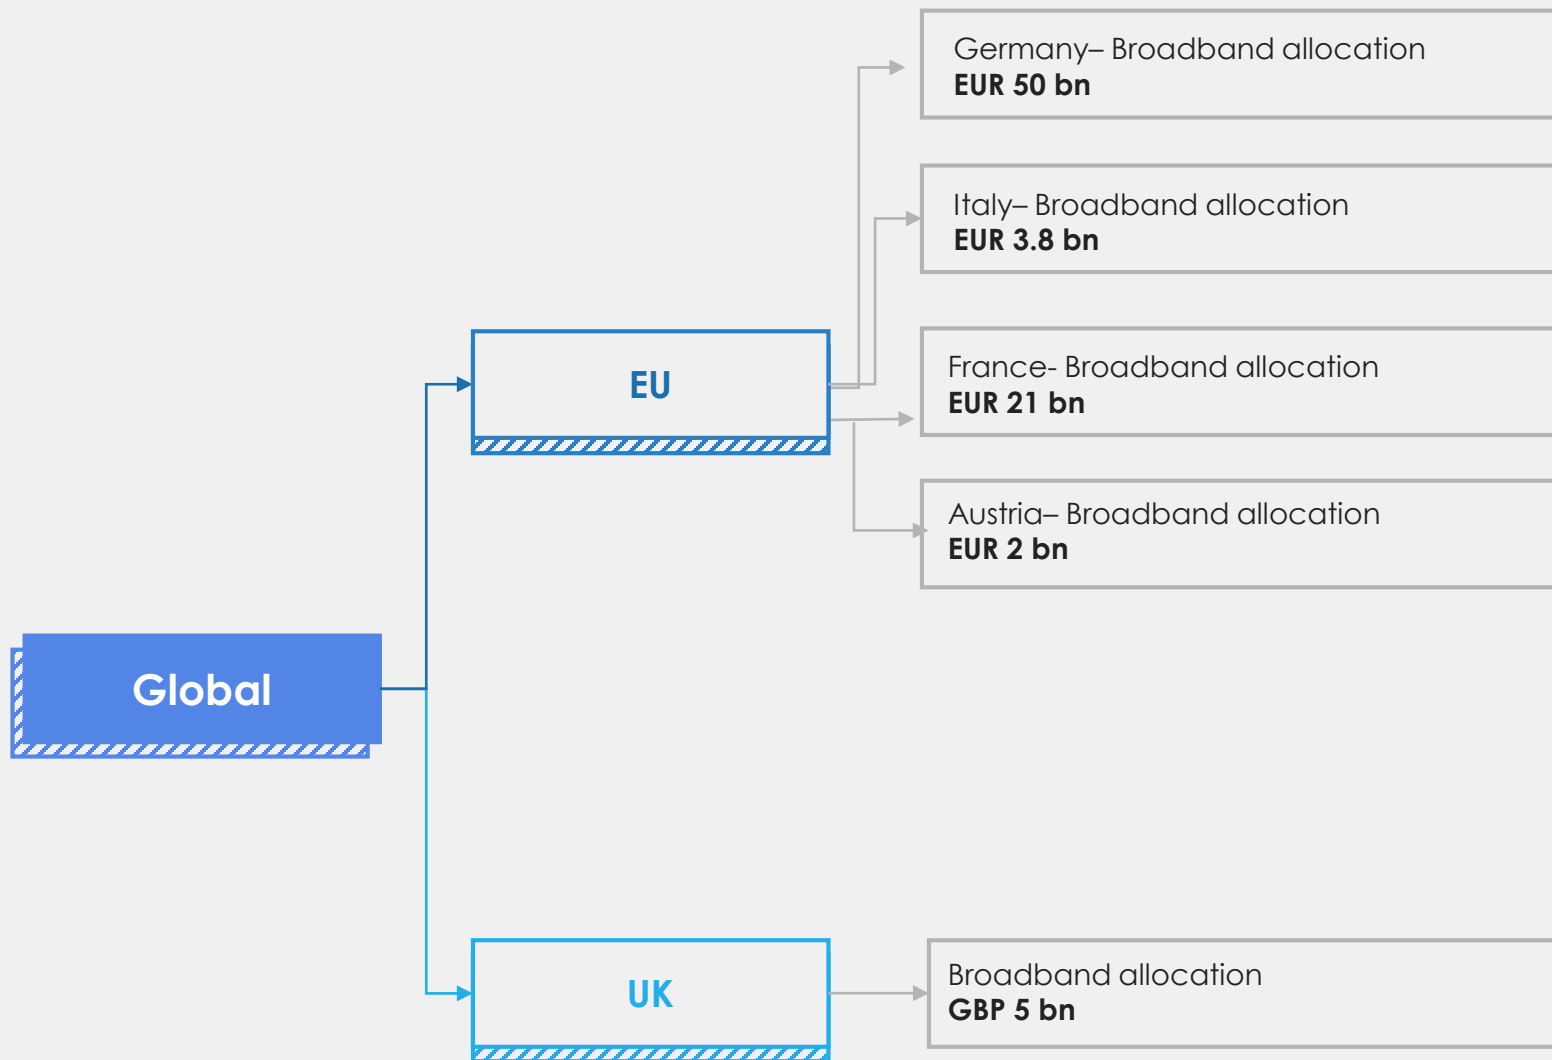 Germany– Broadband allocation
EUR 50 bn
Italy– Broadband allocation
EUR 3.8 bn
EU
France- Broadband allocation
EUR 21 bn
Austria– Broadband allocation
EUR 2 bn
Global
UK
Broadband allocation
GBP 5 bn